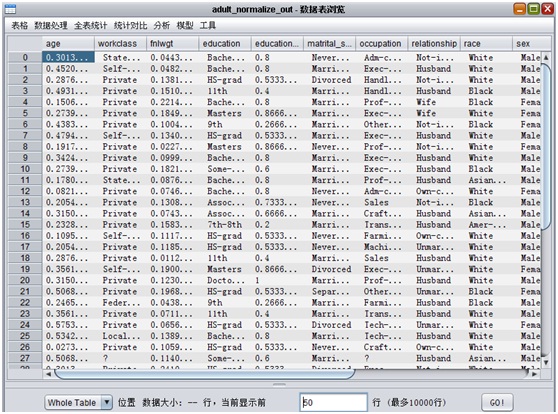 adult_normalize_out - 数据表浏览
表格 数据处理 全表统计 统计对比 分析 模型 工具
age workclass fnlwgt education education... matrital_s... occupation relationship race sex
0 0.3013... State... 0.0443... Bache... 0.8 Never... Adm-c... Not-i... White Male
1 0.4520... Self-... 0.0482... Bache... 0.8 Marri... Exec-... Husband White Male
2 0.2876... Private 0.1381... HS-grad 0.5333... Divorced Handl... Not-i... White Male
3 0.4931... Private 0.1510... 11th 0.4 Marri... Handl... Husband Black Male
4 0.1506... Private 0.2214... Bache... 0.8 Marri... Prof-... Wife Black Fema
5 0.2739... Private 0.1849... Masters 0.8666... Marri... Exec-... Wife White Fema
6 0.4383... Private 0.1004... 9th 0.2666... Marri... Other... Not-i... Black Fema
7 0.4794... Self-... 0.1340... HS-grad 0.5333... Marri... Exec-... Husband White Male
8 0.1917... Private 0.0227... Masters 0.8666... Never... Prof-... Not-i... White Fema
9 0.3424... Private 0.0999... Bache... 0.8 Marri... Exec-... Husband White Male
10 0.2739... Private 0.1821... Some-... 0.6 Marri... Exec-... Husband Black Male
11 0.1780... State... 0.0876... Bache... 0.8 Marri... Prof-... Husband Asian... Male
12 0.0821... Private 0.0746... Bache... 0.8 Never... Adm-c... Own-c... White Fema
13 0.2054... Private 0.1308... Assoc... 0.7333... Never... Sales Not-i... Black Male
14 0.3150... Private 0.0743... Assoc... 0.6666... Marri... Craft... Husband Asian... Male
15 0.2328... Private 0.1583... 7th-8th 0.2 Marri... Trans... Husband Amer-... Male
16 0.1095... Self-... 0.1117... HS-grad 0.5333... Never... Farmi... Own-c... White Male
17 0.2054... Private 0.1185... HS-grad 0.5333... Never... Machi... Unmar... White Male
18 0.2876... Private 0.0112... 11th 0.4 Marri... Sales Husband White Male
19 0.3561... Self-... 0.1900... Masters 0.8666... Divorced Exec-... Unmar... White Fema
20 0.3150... Private 0.1230... Docto... 1 Marri... Prof-... Husband White Male
21 0.5068... Private 0.1968... HS-grad 0.5333... Separ... Other... Unmar... Black Fema
22 0.2465... Feder... 0.0438... 9th 0.2666... Marri... Farmi... Husband Black Male
23 0.3561... Private 0.0711... 11th 0.4 Marri... Trans... Husband White Male
24 0.5753... Private 0.0656... HS-grad 0.5333... Divorced Tech-... Unmar... White Fema
25 0.5342... Local... 0.1389... Bache... 0.8 Marri... Tech-... Husband White Male
26 0.0273... Private 0.1059... HS-grad 0.5333... Never... Craft... Own-c... White Male
27 0.5068... ? 0.1140... Some-... 0.6 Marri... ? Husband Asian... Male
Whole Table 位置 数据大小：-- 行，当前显示前 50 行（最多10000行） GO!